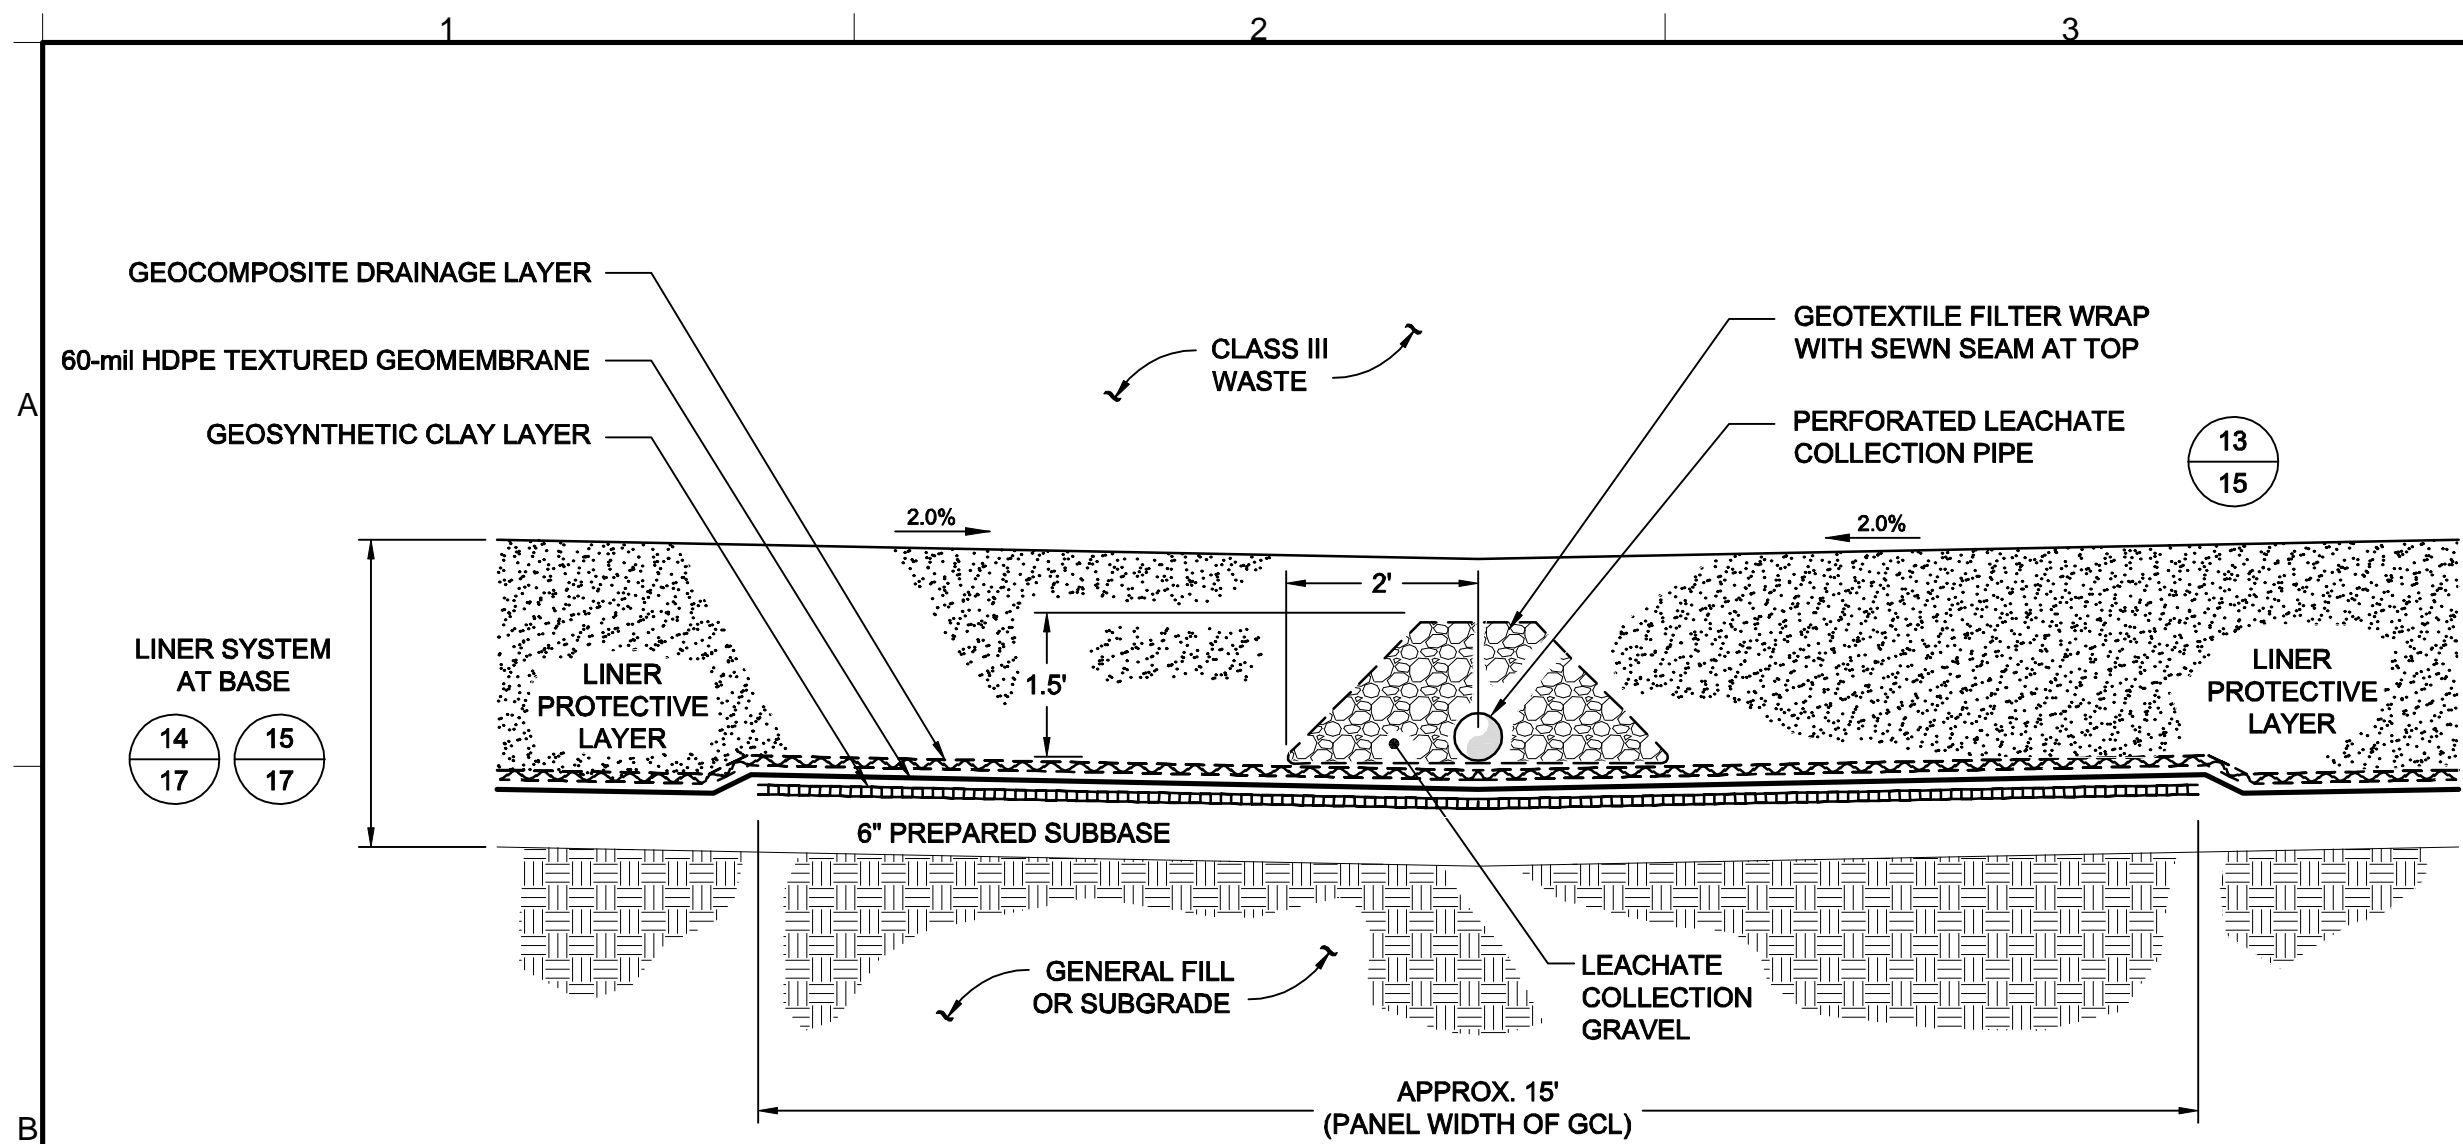 1
2
3
A
B
GEOCOMPOSITE DRAINAGE LAYER
60-mil HDPE TEXTURED GEOMEMBRANE
GEOSYNTHETIC CLAY LAYER
CLASS III
WASTE
GEOTEXTILE FILTER WRAP
WITH SEWN SEAM AT TOP
PERFORATED LEACHATE
COLLECTION PIPE
13
15
2.0%
2.0%
2'
1.5'
LINER SYSTEM
AT BASE
14
17
15
17
LINER
PROTECTIVE
LAYER
LINER
PROTECTIVE
LAYER
6" PREPARED SUBBASE
GENERAL FILL
OR SUBGRADE
LEACHATE
COLLECTION
GRAVEL
APPROX. 15'
(PANEL WIDTH OF GCL)